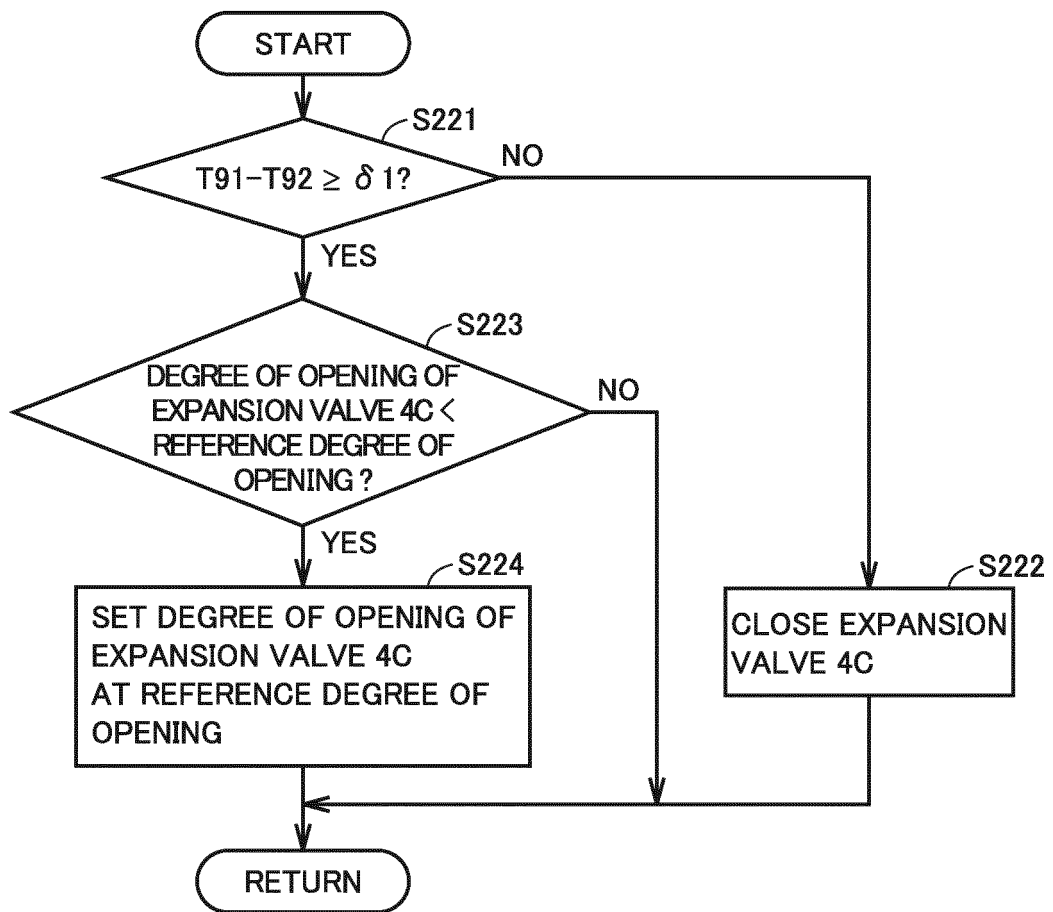 START
S221
T91-T92 ≥ δ1?
NO
YES
S223
DEGREE OF OPENING OF
EXPANSION VALVE 4C <
REFERENCE DEGREE OF
OPENING ?
NO
YES
S224
SET DEGREE OF OPENING OF
EXPANSION VALVE 4C
AT REFERENCE DEGREE OF
OPENING
S222
CLOSE EXPANSION
VALVE 4C
RETURN